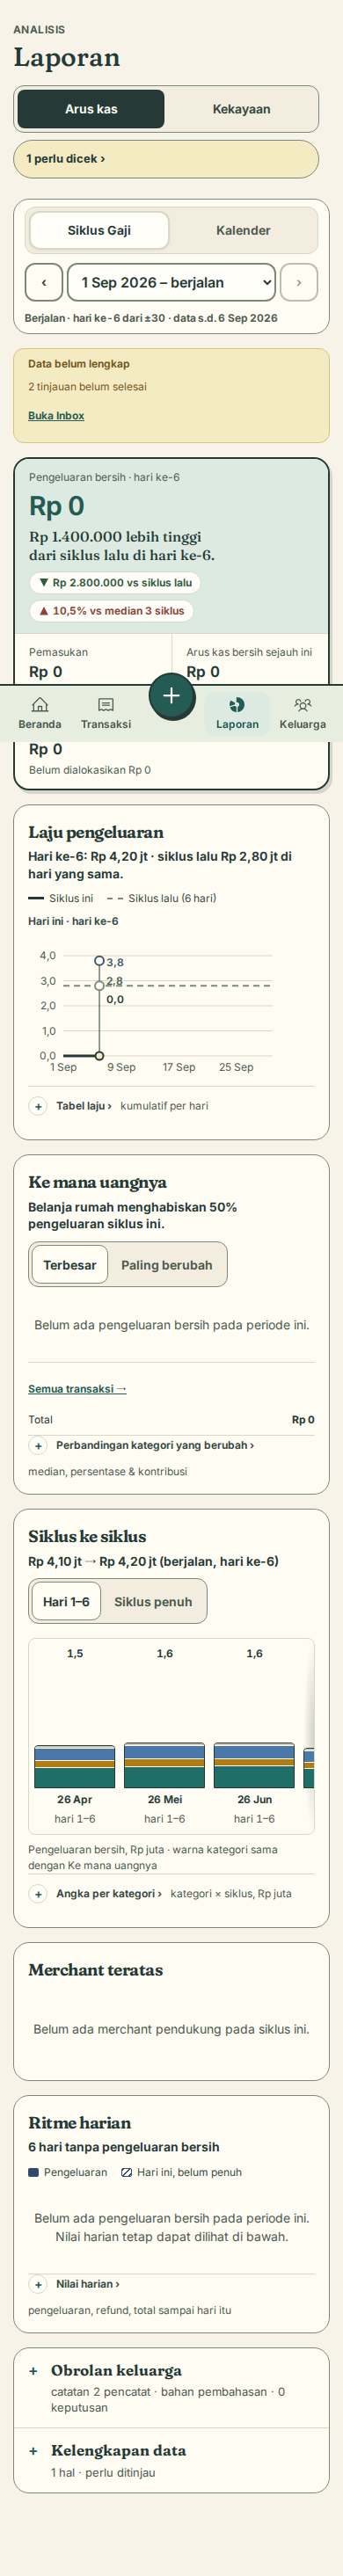 ANALISIS
Laporan
Arus kas
Kekayaan
1 perlu dicek ›
Siklus Gaji
Kalender
‹
1 Sep 2026 – berjalan
›
Berjalan · hari ke-6 dari ±30 · data s.d. 6 Sep 2026
Data belum lengkap
2 tinjauan belum selesai
Buka Inbox
Pengeluaran bersih · hari ke-6
Rp 0
Rp 1.400.000 lebih tinggi
dari siklus lalu di hari ke-6.
▼ Rp 2.800.000 vs siklus lalu
▲ 10,5% vs median 3 siklus
Pemasukan
Rp 0
Arus kas bersih sejauh ini
Rp 0
Beranda
Transaksi
+
Laporan
Keluarga
Rp 0
Belum dialokasikan Rp 0
Laju pengeluaran
Hari ke-6: Rp 4,20 jt · siklus lalu Rp 2,80 jt di
hari yang sama.
Siklus ini
Siklus lalu (6 hari)
Hari ini · hari ke-6
4,0
3,0
2,0
1,0
0,0
3,8
2,8
0,0
1 Sep
9 Sep
17 Sep
25 Sep
+ Tabel laju › kumulatif per hari
Ke mana uangnya
Belanja rumah menghabiskan 50%
pengeluaran siklus ini.
Terbesar
Paling berubah
Belum ada pengeluaran bersih pada periode ini.
Semua transaksi →
Total Rp 0
+ Perbandingan kategori yang berubah ›
median, persentase & kontribusi
Siklus ke siklus
Rp 4,10 jt → Rp 4,20 jt (berjalan, hari ke-6)
Hari 1–6
Siklus penuh
1,5
1,6
1,6
26 Apr
26 Mei
26 Jun
hari 1–6
hari 1–6
hari 1–6
Pengeluaran bersih, Rp juta · warna kategori sama
dengan Ke mana uangnya
+ Angka per kategori › kategori × siklus, Rp juta
Merchant teratas
Belum ada merchant pendukung pada siklus ini.
Ritme harian
6 hari tanpa pengeluaran bersih
Pengeluaran
Hari ini, belum penuh
Belum ada pengeluaran bersih pada periode ini.
Nilai harian tetap dapat dilihat di bawah.
+ Nilai harian ›
pengeluaran, refund, total sampai hari itu
+ Obrolan keluarga
catatan 2 pencatat · bahan pembahasan · 0
keputusan
+ Kelengkapan data
1 hal · perlu ditinjau